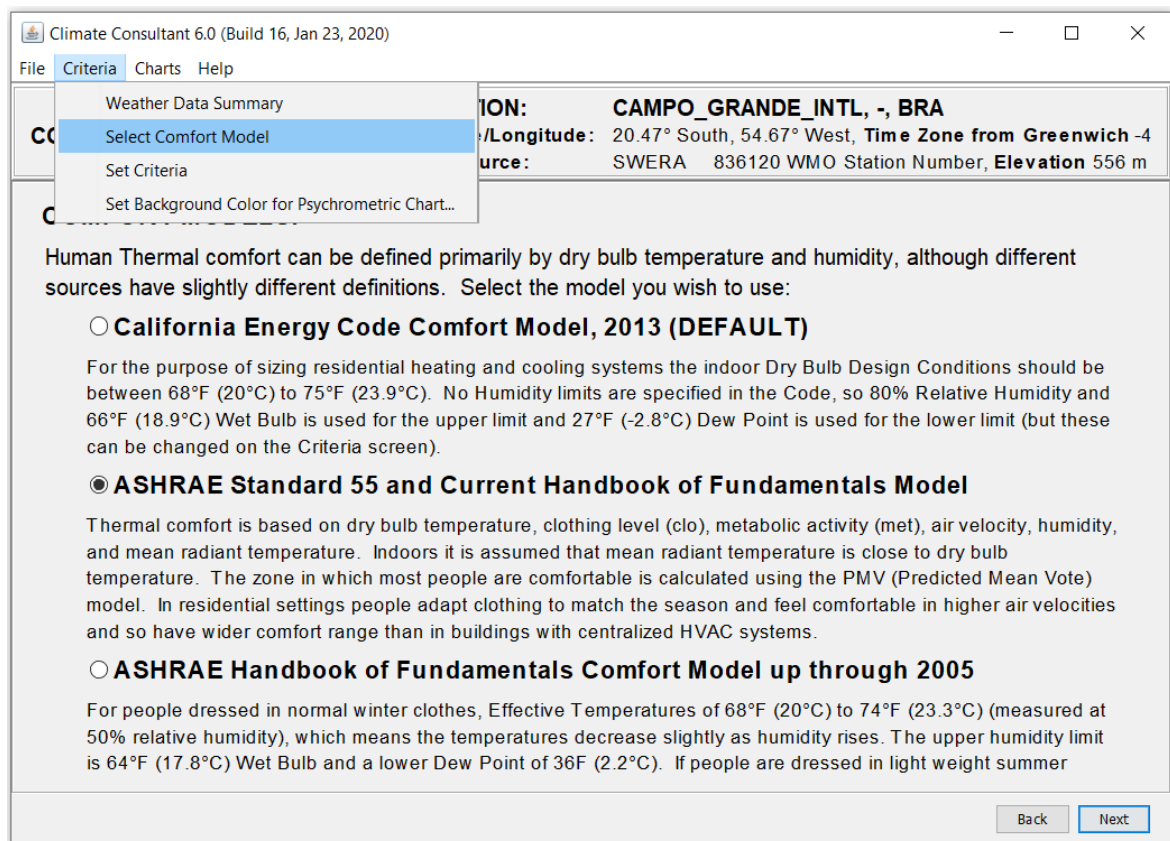 Climate Consultant 6.0 (Build 16, Jan 23, 2020)
File Criteria Charts Help
Weather Data Summary
Select Comfort Model
Set Criteria
Set Background Color for Psychrometric Chart...
CAMPO_GRANDE_INTL, -, BRA
/Longitude: 20.47° South, 54.67° West, Time Zone from Greenwich -4
SWERA 836120 WMO Station Number, Elevation 556 m
Human Thermal comfort can be defined primarily by dry bulb temperature and humidity, although different
sources have slightly different definitions. Select the model you wish to use:
California Energy Code Comfort Model, 2013 (DEFAULT)
For the purpose of sizing residential heating and cooling systems the indoor Dry Bulb Design Conditions should be
between 68°F (20°C) to 75°F (23.9°C). No Humidity limits are specified in the Code, so 80% Relative Humidity and
66°F (18.9°C) Wet Bulb is used for the upper limit and 27°F (-2.8°C) Dew Point is used for the lower limit (but these
can be changed on the Criteria screen).
ASHRAE Standard 55 and Current Handbook of Fundamentals Model
Thermal comfort is based on dry bulb temperature, clothing level (clo), metabolic activity (met), air velocity, humidity,
and mean radiant temperature. Indoors it is assumed that mean radiant temperature is close to dry bulb
temperature. The zone in which most people are comfortable is calculated using the PMV (Predicted Mean Vote)
model. In residential settings people adapt clothing to match the season and feel comfortable in higher air velocities
and so have wider comfort range than in buildings with centralized HVAC systems.
ASHRAE Handbook of Fundamentals Comfort Model up through 2005
For people dressed in normal winter clothes, Effective Temperatures of 68°F (20°C) to 74°F (23.3°C) (measured at
50% relative humidity), which means the temperatures decrease slightly as humidity rises. The upper humidity limit
is 64°F (17.8°C) Wet Bulb and a lower Dew Point of 36F (2.2°C). If people are dressed in light weight summer
Back Next